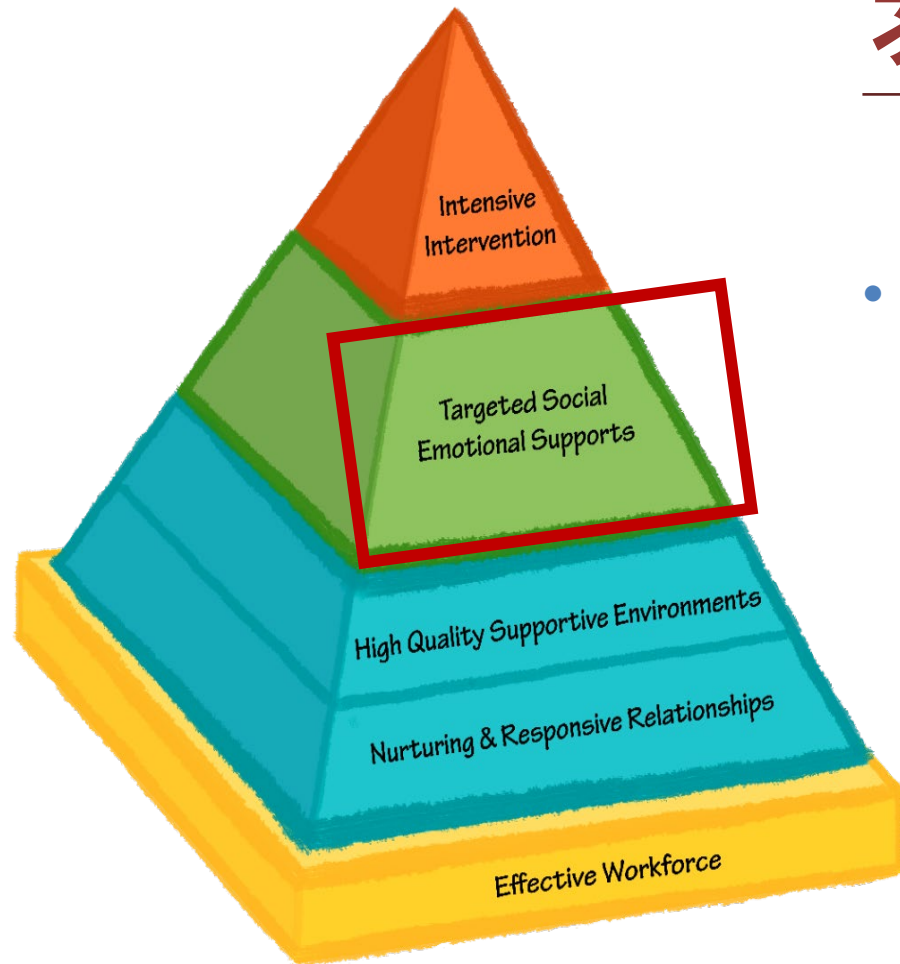 Intensive
Intervention
Targeted Social
Emotional Supports
High Quality Supportive Environments
Nurturing & Responsive Relationships
Effective Workforce